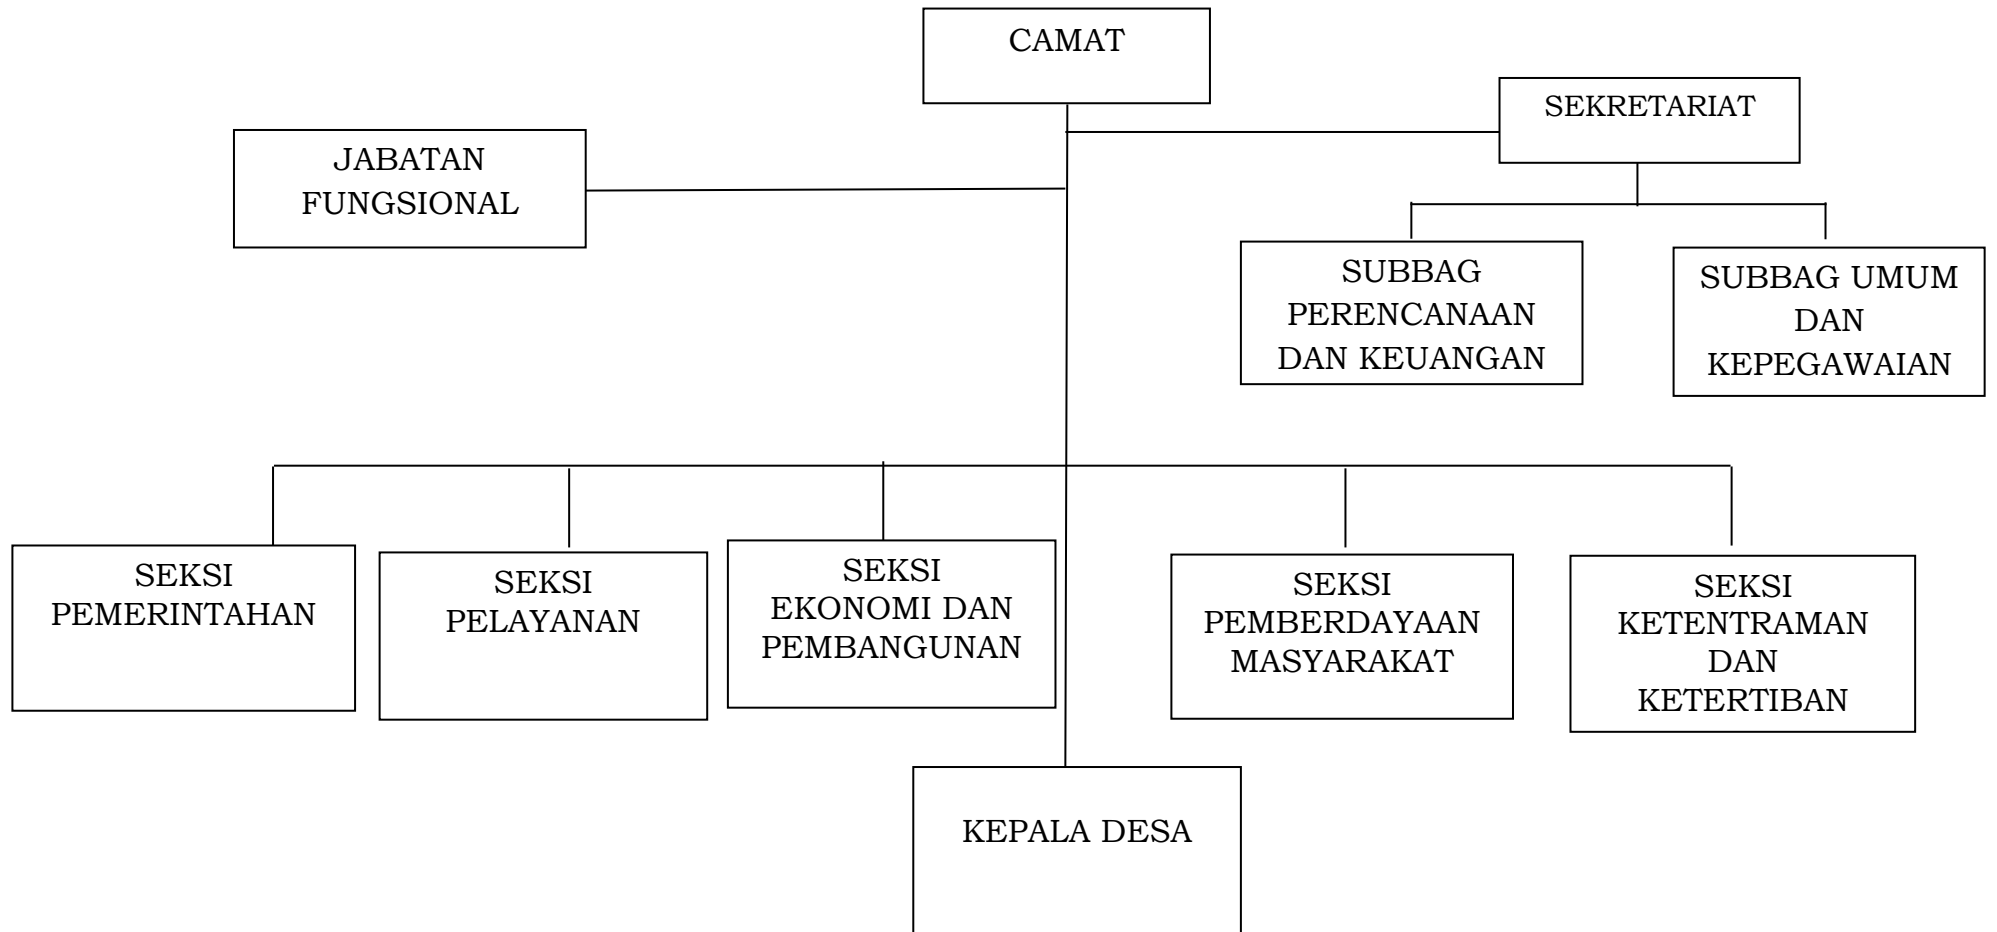 CAMAT
SEKRETARIAT
JABATAN
FUNGSIONAL
SUBBAG
PERENCANAAN
DAN KEUANGAN
SUBBAG UMUM
DAN
KEPEGAWAIAN
SEKSI
PEMERINTAHAN
SEKSI
PELAYANAN
SEKSI
EKONOMI DAN
PEMBANGUNAN
SEKSI
PEMBERDAYAAN
MASYARAKAT
SEKSI
KETENTRAMAN
DAN
KETERTIBAN
KEPALA DESA